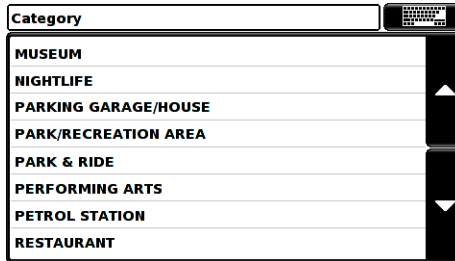 Category
MUSEUM
NIGHTLIFE
PARKING GARAGE/HOUSE
PARK/RECREATION AREA
PARK & RIDE
PERFORMING ARTS
PETROL STATION
RESTAURANT